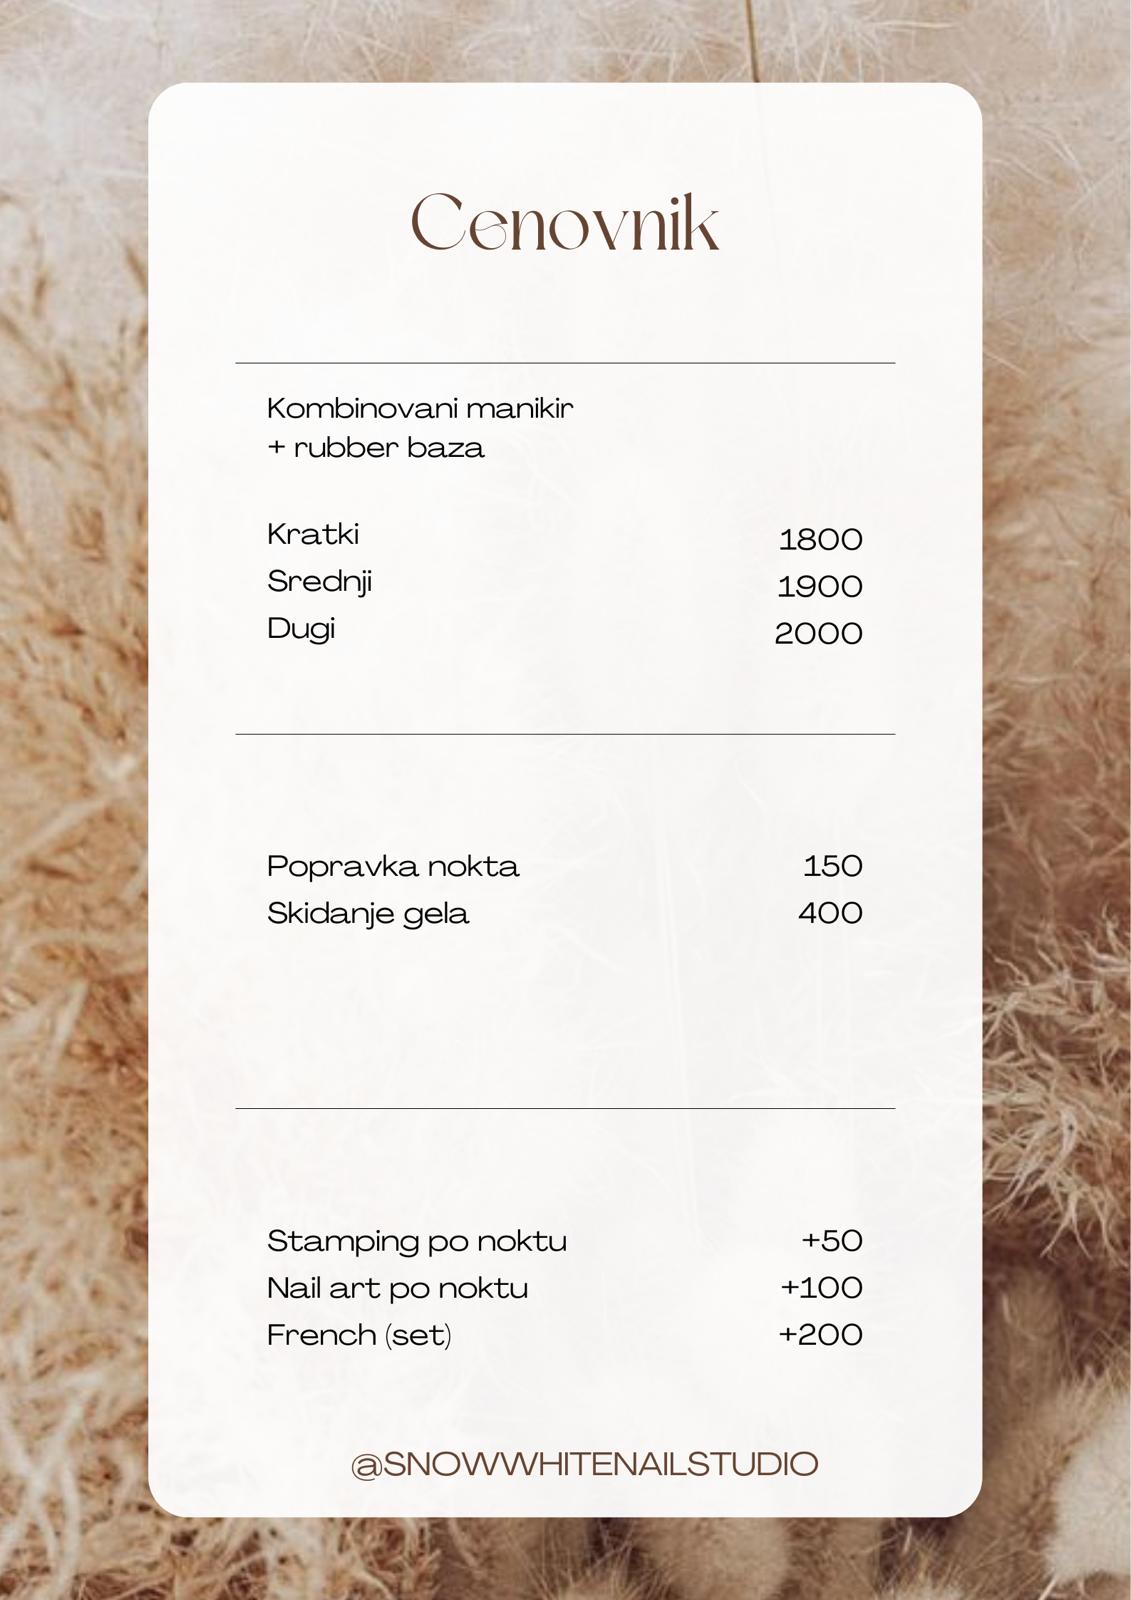 Cenovnik
Kombinovani manikir
+ rubber baza
Kratki 1800
Srednji 1900
Dugi 2000
Popravka nokta 150
Skidanje gela 400
Stamping po noktu +50
Nail art po noktu +100
French (set) +200
@SNOWWHITENAILSTUDIO